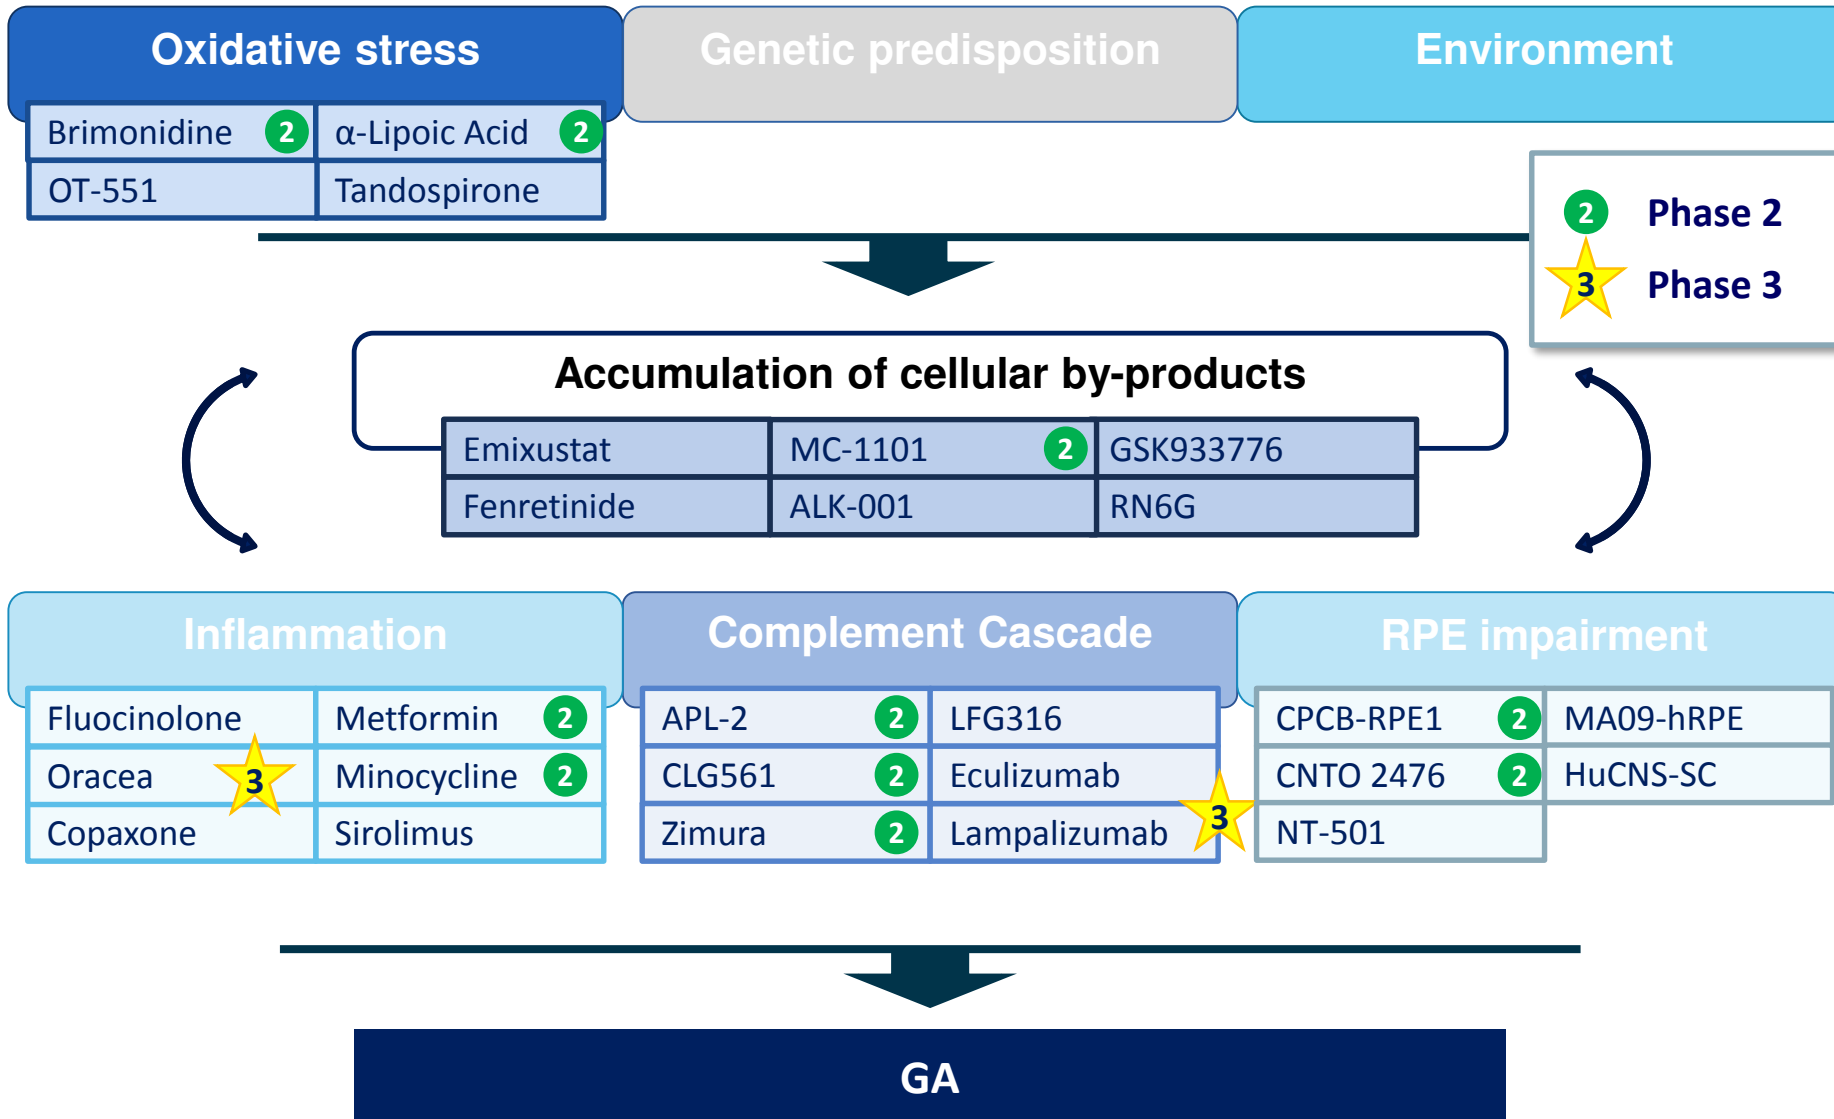 Oxidative stress
Genetic predisposition
Environment
Brimonidine 2 α-Lipoic Acid 2
OT-551 Tandospirone
2 Phase 2
3 Phase 3
Accumulation of cellular by-products
Emixustat MC-1101 2 GSK933776
Fenretinide ALK-001 RN6G
Inflammation
Fluocinolone Metformin 2
Oracea 3 Minocycline 2
Copaxone Sirolimus
Complement Cascade
APL-2 2 LFG316
CLG561 2 Eculizumab
Zimura 2 Lampalizumab 3
RPE impairment
CPCB-RPE1 2 MA09-hRPE
CNTO 2476 2 HuCNS-SC
NT-501
GA